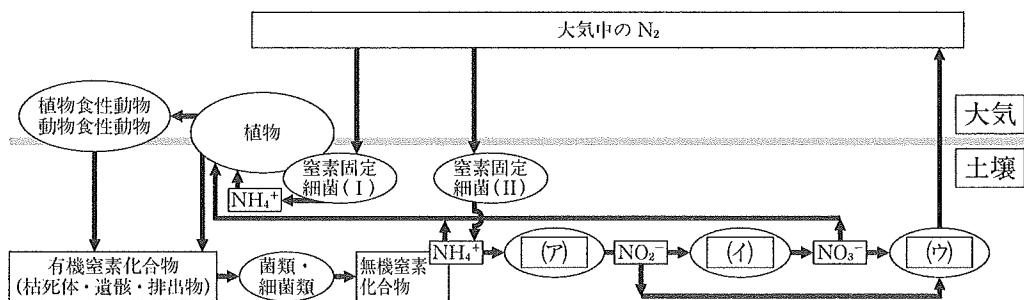 大気中の N₂
植物食性動物
動物食性動物
植物
大気
土壌
窒素固定
細菌(Ⅰ)
窒素固定
細菌(Ⅱ)
NH₄⁺
有機窒素化合物
(枯死体・遺骸・排出物)
菌類・
細菌類
無機窒素
化合物
NH₄⁺
(ア)
NO₂⁻
(イ)
NO₃⁻
(ウ)